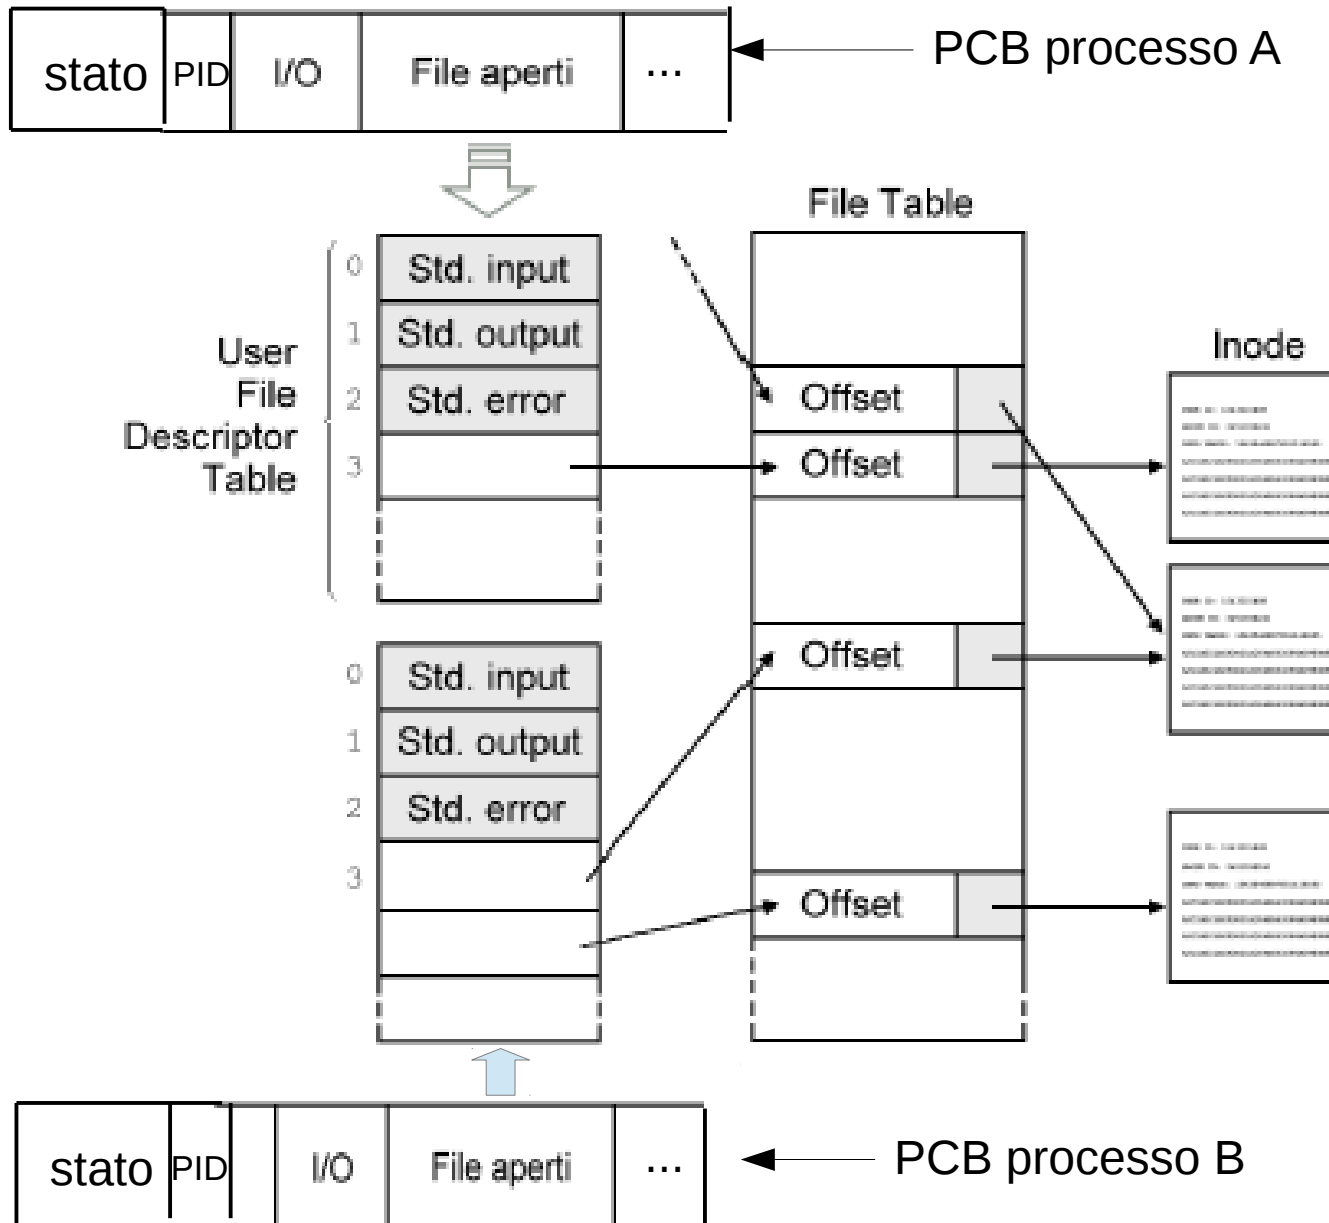 stato PID I/O File aperti ...
PCB processo A
File Table
Inode
User
File
Descriptor
Table
0 Std. input
1 Std. output
2 Std. error
3
Offset
Offset
Offset
Offset
0 Std. input
1 Std. output
2 Std. error
3
stato PID I/O File aperti ...
PCB processo B